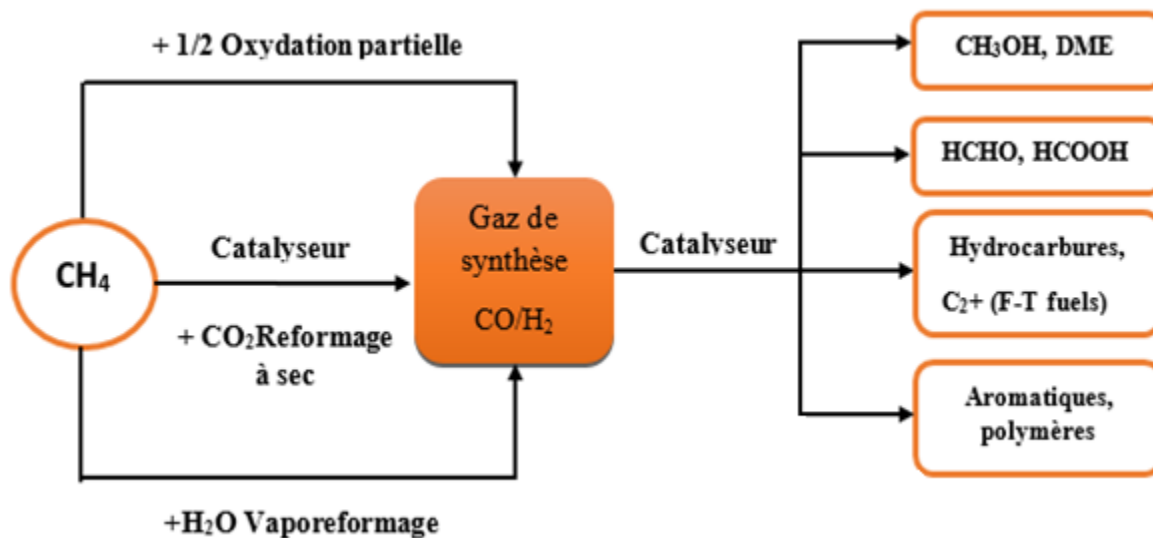 + 1/2 Oxydation partielle
CH₄
Catalyseur
+ CO₂Reformage
à sec
+H₂O Vaporeformage
Gaz de
synthèse
CO/H₂
Catalyseur
CH₃OH, DME
HCHO, HCOOH
Hydrocarbures,
C₂+ (F-T fuels)
Aromatiques,
polymères